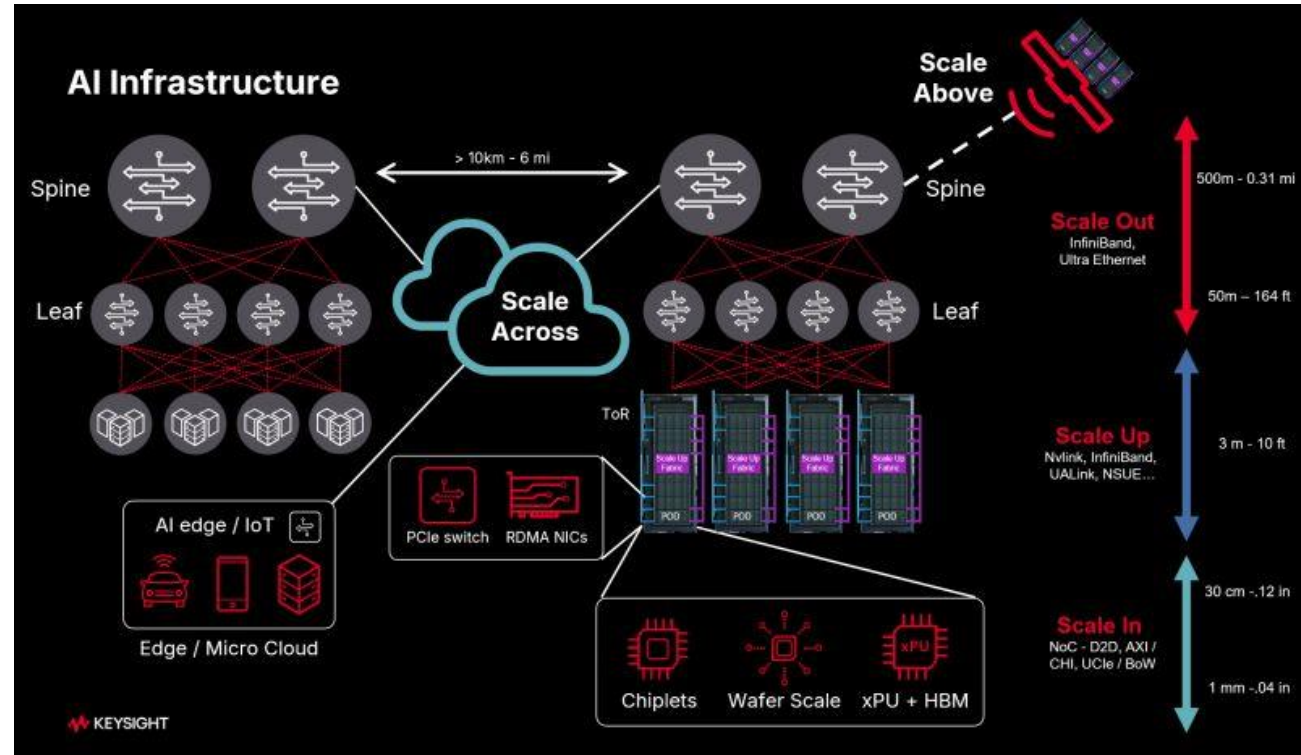 AI Infrastructure
Scale
Above
> 10km - 6 mi
Spine
Spine
500m - 0.31 mi
Scale Out
InfiniBand,
Ultra Ethernet
Scale
Across
Leaf
Leaf
50m – 164 ft
ToR
Scale Up
Fabric
Scale Up
Fabric
Scale Up
Fabric
Scale Up
Fabric
POD
POD
POD
POD
Scale Up
Nvlink, InfiniBand,
UALink, NSUE...
3 m - 10 ft
PCIe switch
RDMA NICs
AI edge / IoT
Edge / Micro Cloud
30 cm -.12 in
Scale In
NoC - D2D, AXI /
CHI, UCIe / BoW
xPU
Chiplets
Wafer Scale
xPU + HBM
1 mm -.04 in
KEYSIGHT